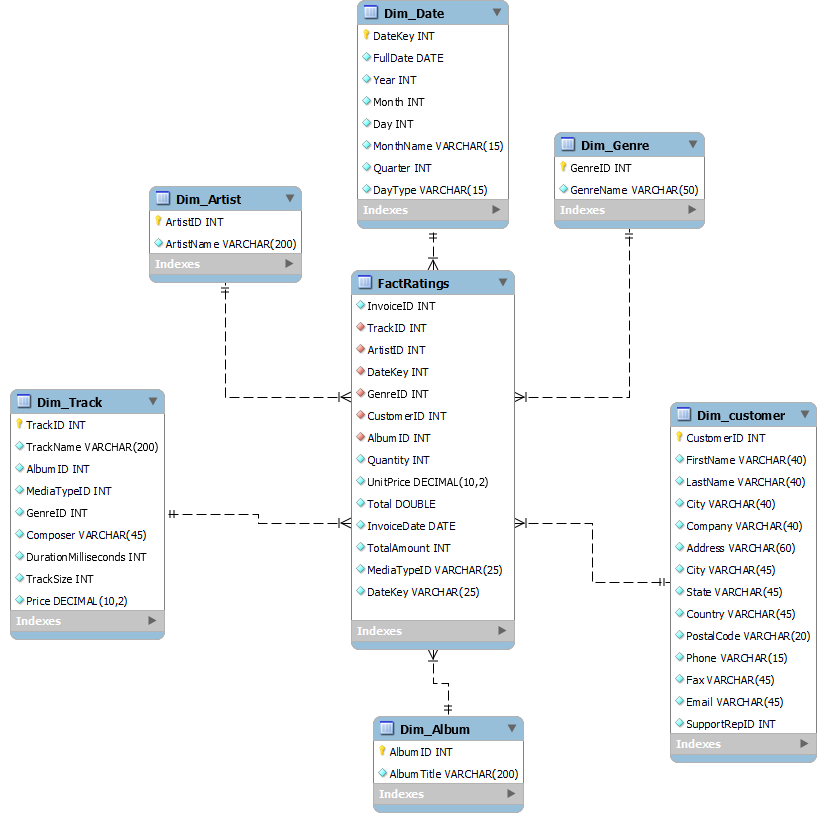 Dim_Date
DateKey INT
FullDate DATE
Year INT
Month INT
Day INT
MonthName VARCHAR(15)
Quarter INT
DayType VARCHAR(15)
Indexes
Dim_Genre
GenreID INT
GenreName VARCHAR(50)
Indexes
Dim_Artist
ArtistID INT
ArtistName VARCHAR(200)
Indexes
FactRatings
InvoiceID INT
TrackID INT
ArtistID INT
DateKey INT
GenreID INT
CustomerID INT
AlbumID INT
Quantity INT
UnitPrice DECIMAL(10,2)
Total DOUBLE
InvoiceDate DATE
TotalAmount INT
MediaTypeID VARCHAR(25)
DateKey VARCHAR(25)
Indexes
Dim_Track
TrackID INT
TrackName VARCHAR(200)
AlbumID INT
MediaTypeID INT
GenreID INT
Composer VARCHAR(45)
DurationMilliseconds INT
TrackSize INT
Price DECIMAL(10,2)
Indexes
Dim_customer
CustomerID INT
FirstName VARCHAR(40)
LastName VARCHAR(40)
City VARCHAR(40)
Company VARCHAR(40)
Address VARCHAR(60)
City VARCHAR(45)
State VARCHAR(45)
Country VARCHAR(45)
PostalCode VARCHAR(20)
Phone VARCHAR(15)
Fax VARCHAR(45)
Email VARCHAR(45)
SupportRepID INT
Indexes
Dim_Album
AlbumID INT
AlbumTitle VARCHAR(200)
Indexes